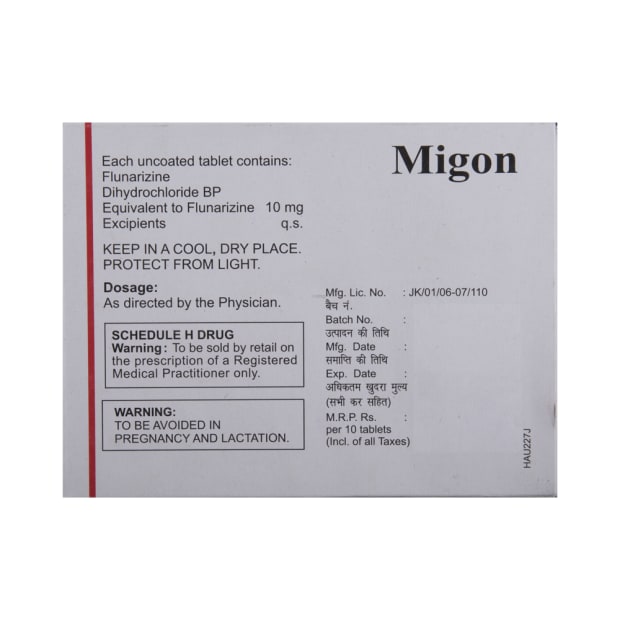 Migon
Each uncoated tablet contains:
Flunarizine
Dihydrochloride BP
Equivalent to Flunarizine 10 mg
Excipients q.s.
KEEP IN A COOL, DRY PLACE.
PROTECT FROM LIGHT.
Dosage:
As directed by the Physician.
SCHEDULE H DRUG
Warning: To be sold by retail on
the prescription of a Registered
Medical Practitioner only.
WARNING:
TO BE AVOIDED IN
PREGNANCY AND LACTATION.
Mfg. Lic. No. : JK/01/06-07/110
बैच नं.
Batch No. :
उत्पादन की तिथि
Mfg. Date :
समाप्ति की तिथि
Exp. Date :
अधिकतम खुदरा मुल्य
(सभी कर सहित)
M.R.P. Rs. :
per 10 tablets
(Incl. of all Taxes)
HAU227J